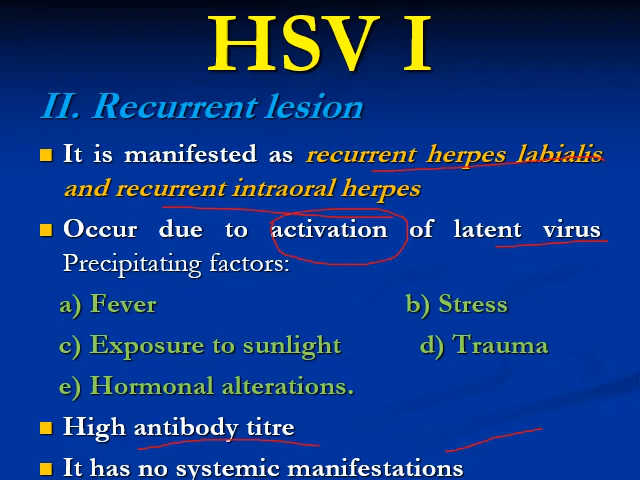 HSV I
II. Recurrent lesion
It is manifested as recurrent herpes labialis
and recurrent intraoral herpes
Occur due to activation of latent virus
Precipitating factors:
a) Fever b) Stress
c) Exposure to sunlight d) Trauma
e) Hormonal alterations.
High antibody titre
It has no systemic manifestations